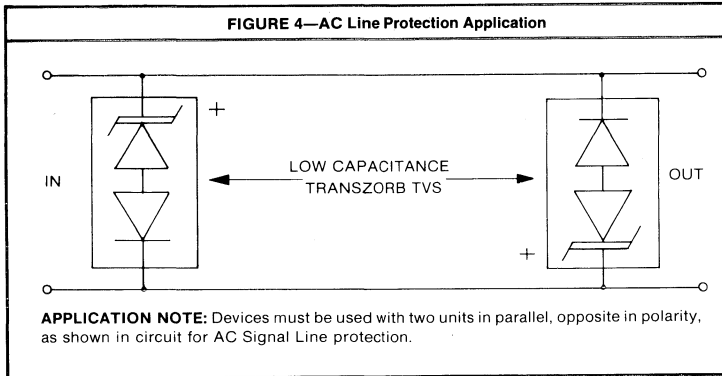 FIGURE 4—AC Line Protection Application
+
IN
LOW CAPACITANCE
TRANSZORB TVS
OUT
+
APPLICATION NOTE: Devices must be used with two units in parallel, opposite in polarity,
as shown in circuit for AC Signal Line protection.